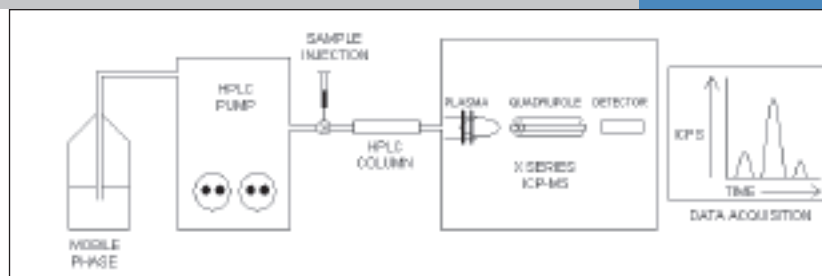 SAMPLE
INJECTION
HPLC
PUMP
PLASMA
QUADRUPOLE
DETECTOR
HPLC
COLUMN
X SERIES
ICP-MS
ICPS
TIME
DATA ACQUISITION
MOBILE
PHASE